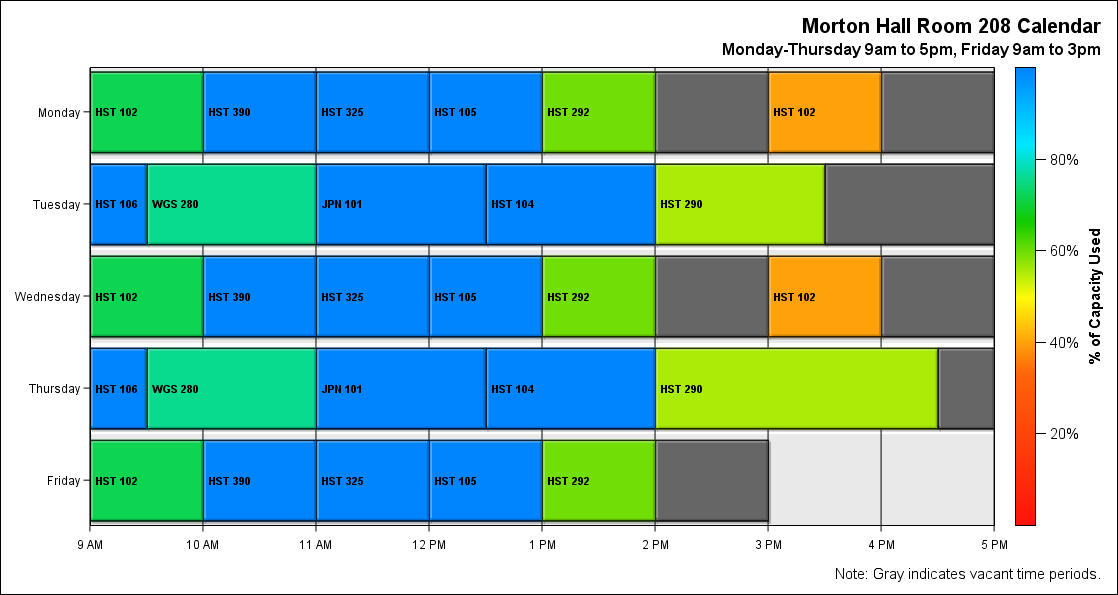 Morton Hall Room 208 Calendar
Monday-Thursday 9am to 5pm, Friday 9am to 3pm
Monday HST 102 HST 390 HST 325 HST 105 HST 292 HST 102
Tuesday HST 106 WGS 280 JPN 101 HST 104 HST 290
Wednesday HST 102 HST 390 HST 325 HST 105 HST 292 HST 102
Thursday HST 106 WGS 280 JPN 101 HST 104 HST 290
Friday HST 102 HST 390 HST 325 HST 105 HST 292
9 AM 10 AM 11 AM 12 PM 1 PM 2 PM 3 PM 4 PM 5 PM
80%
60%
40%
20%
% of Capacity Used
Note: Gray indicates vacant time periods.